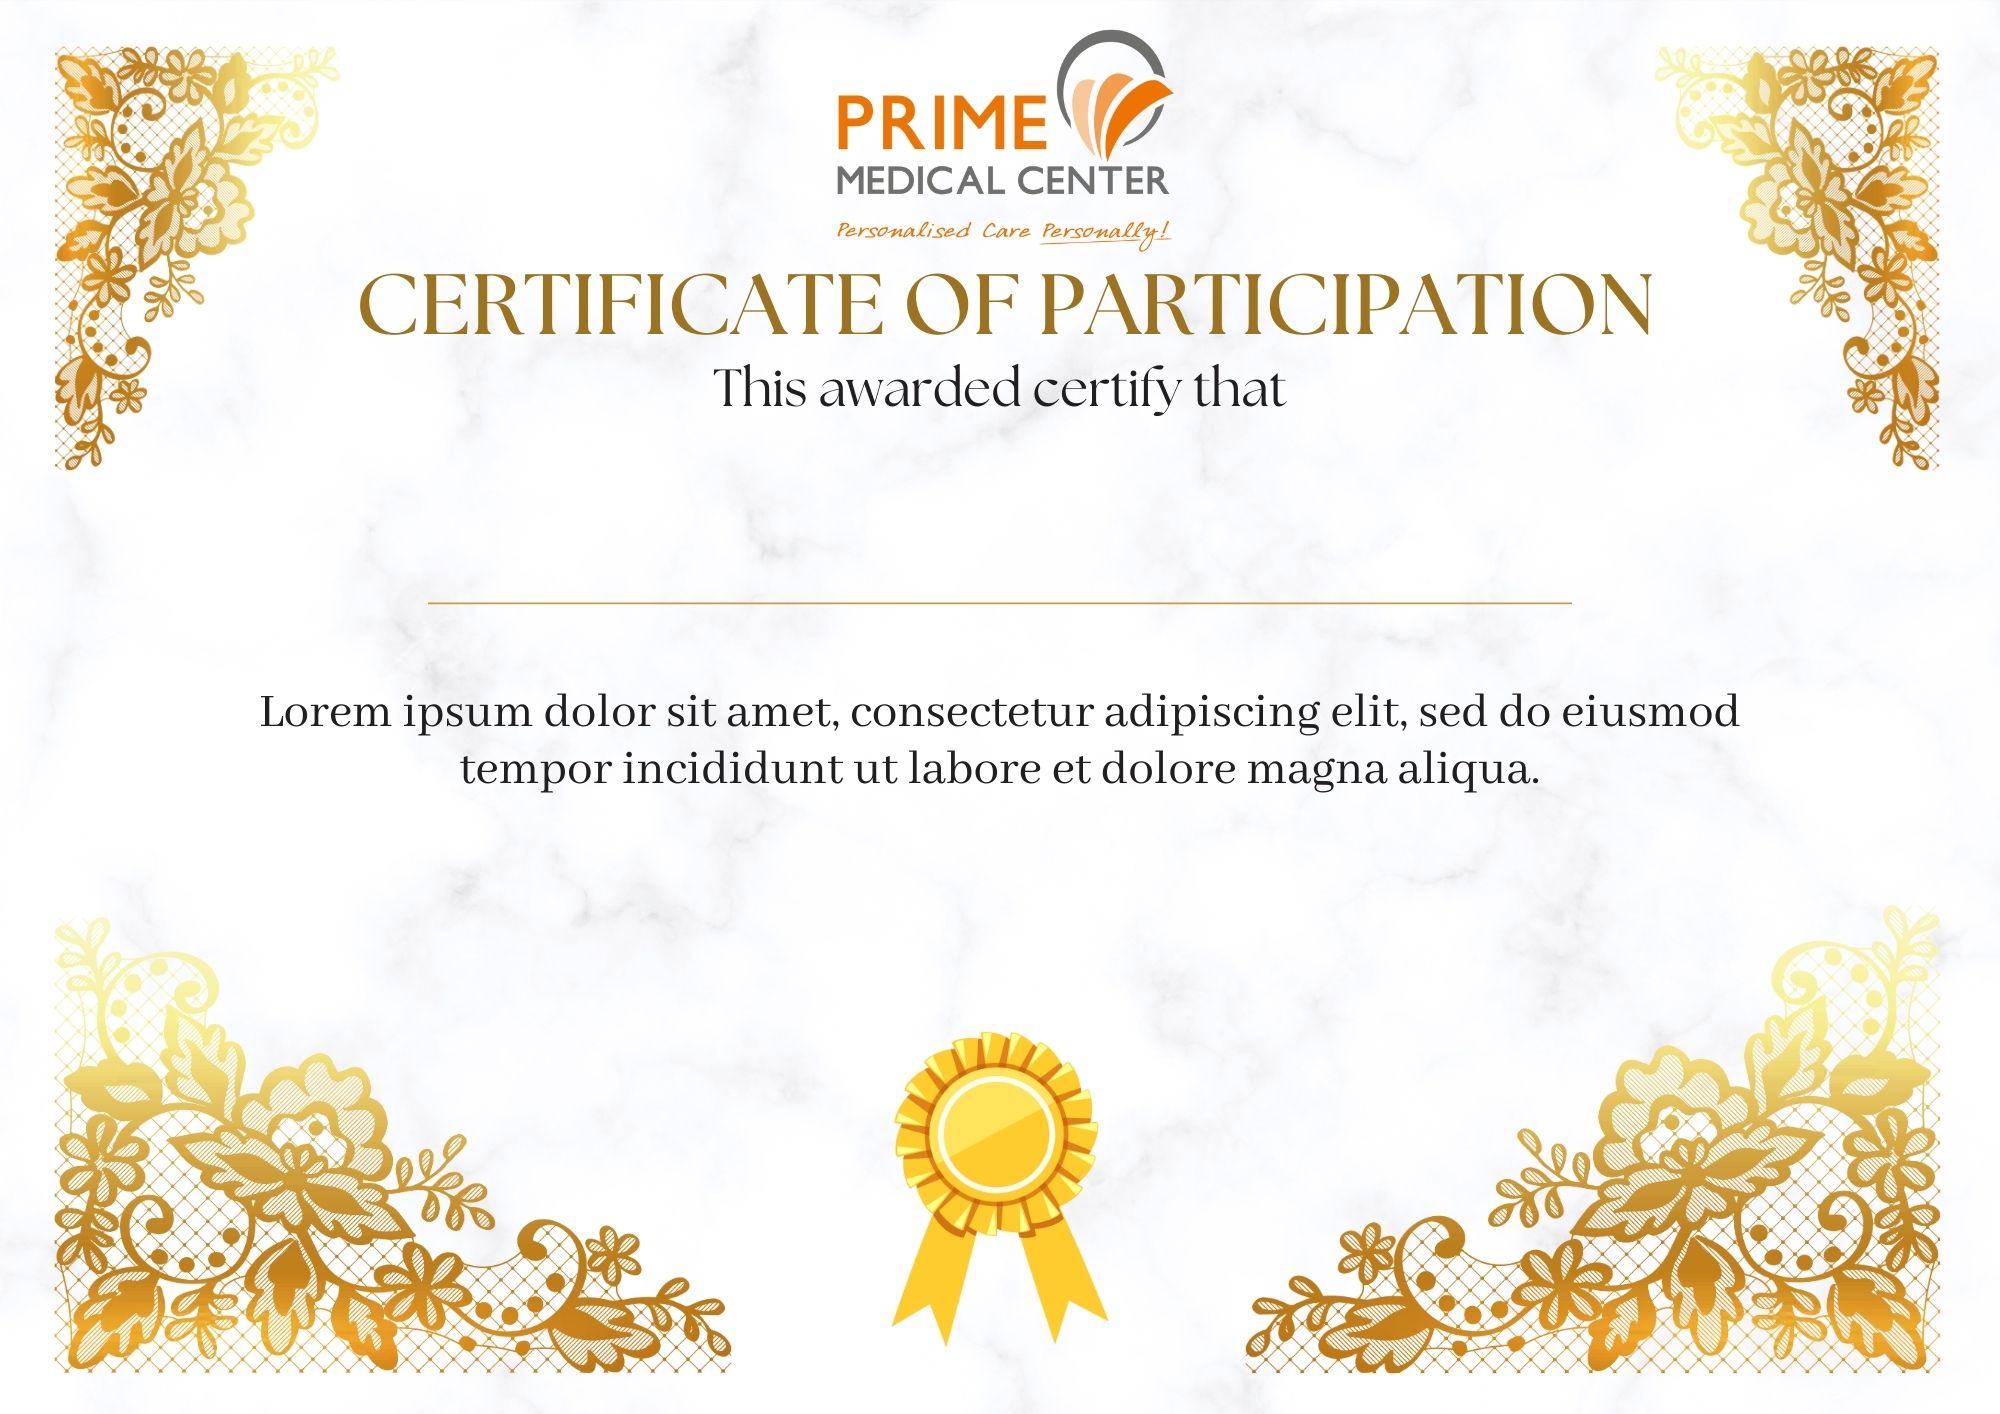 PRIME
MEDICAL CENTER
Personalised Care Personally!
CERTIFICATE OF PARTICIPATION
This awarded certify that
Lorem ipsum dolor sit amet, consectetur adipiscing elit, sed do eiusmod
tempor incididunt ut labore et dolore magna aliqua.